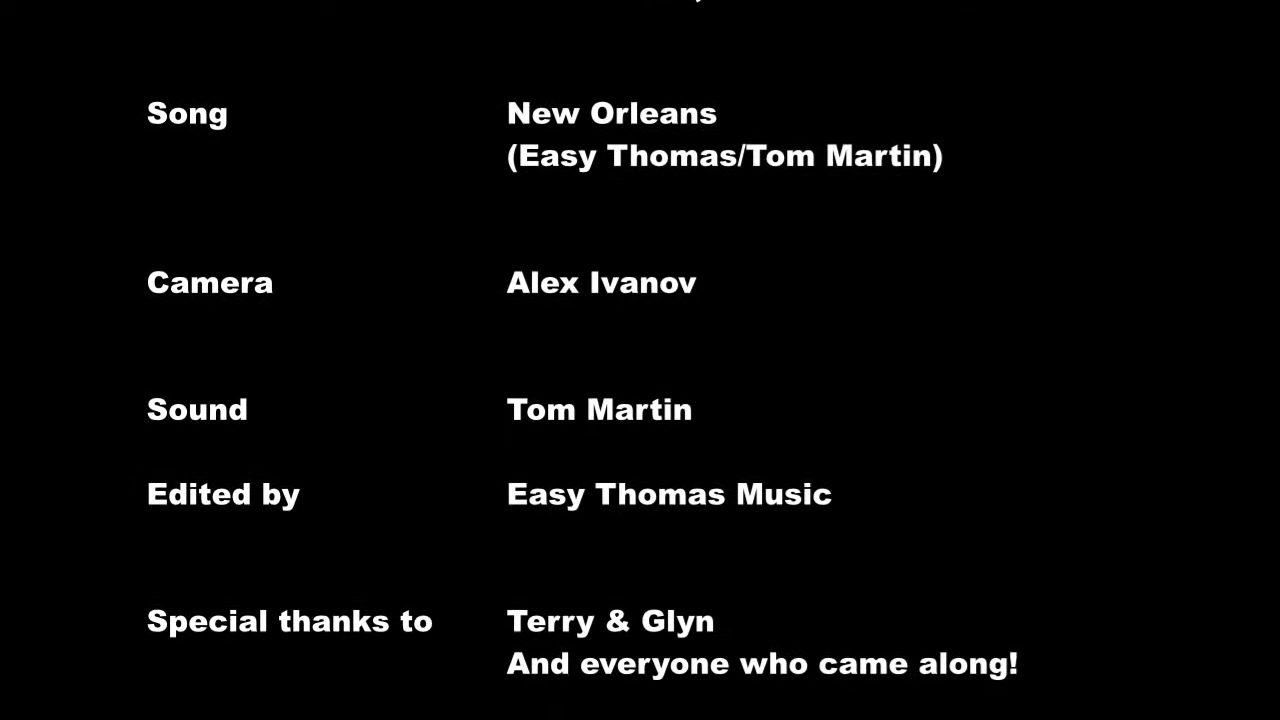 Song New Orleans
(Easy Thomas/Tom Martin)
Camera Alex Ivanov
Sound Tom Martin
Edited by Easy Thomas Music
Special thanks to Terry & Glyn
And everyone who came along!